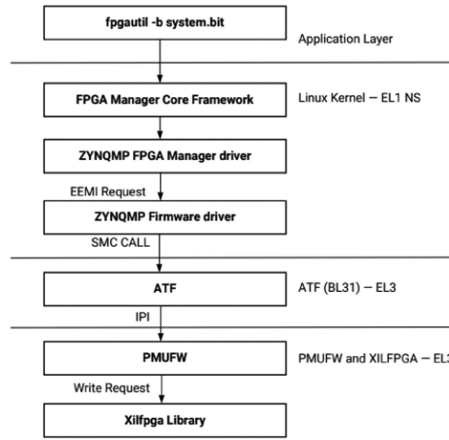 fpgautil -b system.bit
Application Layer
FPGA Manager Core Framework
Linux Kernel – EL1 NS
ZYNQMP FPGA Manager driver
EEMI Request
ZYNQMP Firmware driver
SMC CALL
ATF
ATF (BL31) – EL3
IPI
PMUFW
PMUFW and XILFPGA – EL3
Write Request
Xilfpga Library